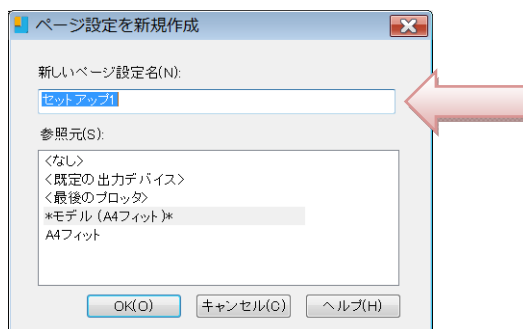 ページ設定を新規作成
新しいページ設定名(N):
セットアップ1
参照元(S):
<なし>
<既定の出力デバイス>
<最後のプロッタ>
*モデル (A4フィット)*
A4フィット
OK(O) キャンセル(C) ヘルプ(H)